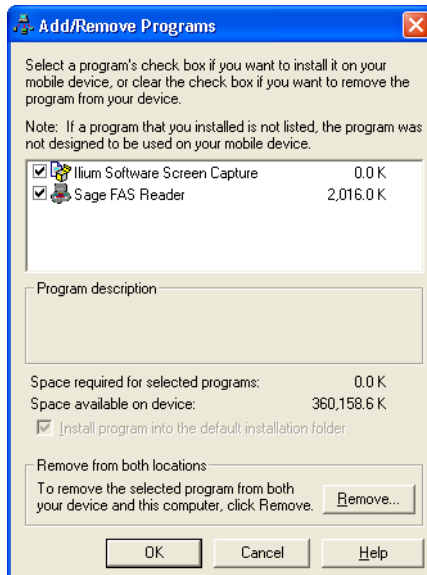 Add/Remove Programs
Select a program's check box if you want to install it on your
mobile device, or clear the check box if you want to remove the
program from your device.
Note: If a program that you installed is not listed, the program was
not designed to be used on your mobile device.
Ilium Software Screen Capture 0.0 K
Sage FAS Reader 2,016.0 K
Program description
Space required for selected programs: 0.0 K
Space available on device: 360,158.6 K
Install program into the default installation folder
Remove from both locations
To remove the selected program from both
your device and this computer, click Remove.
Remove...
OK Cancel Help